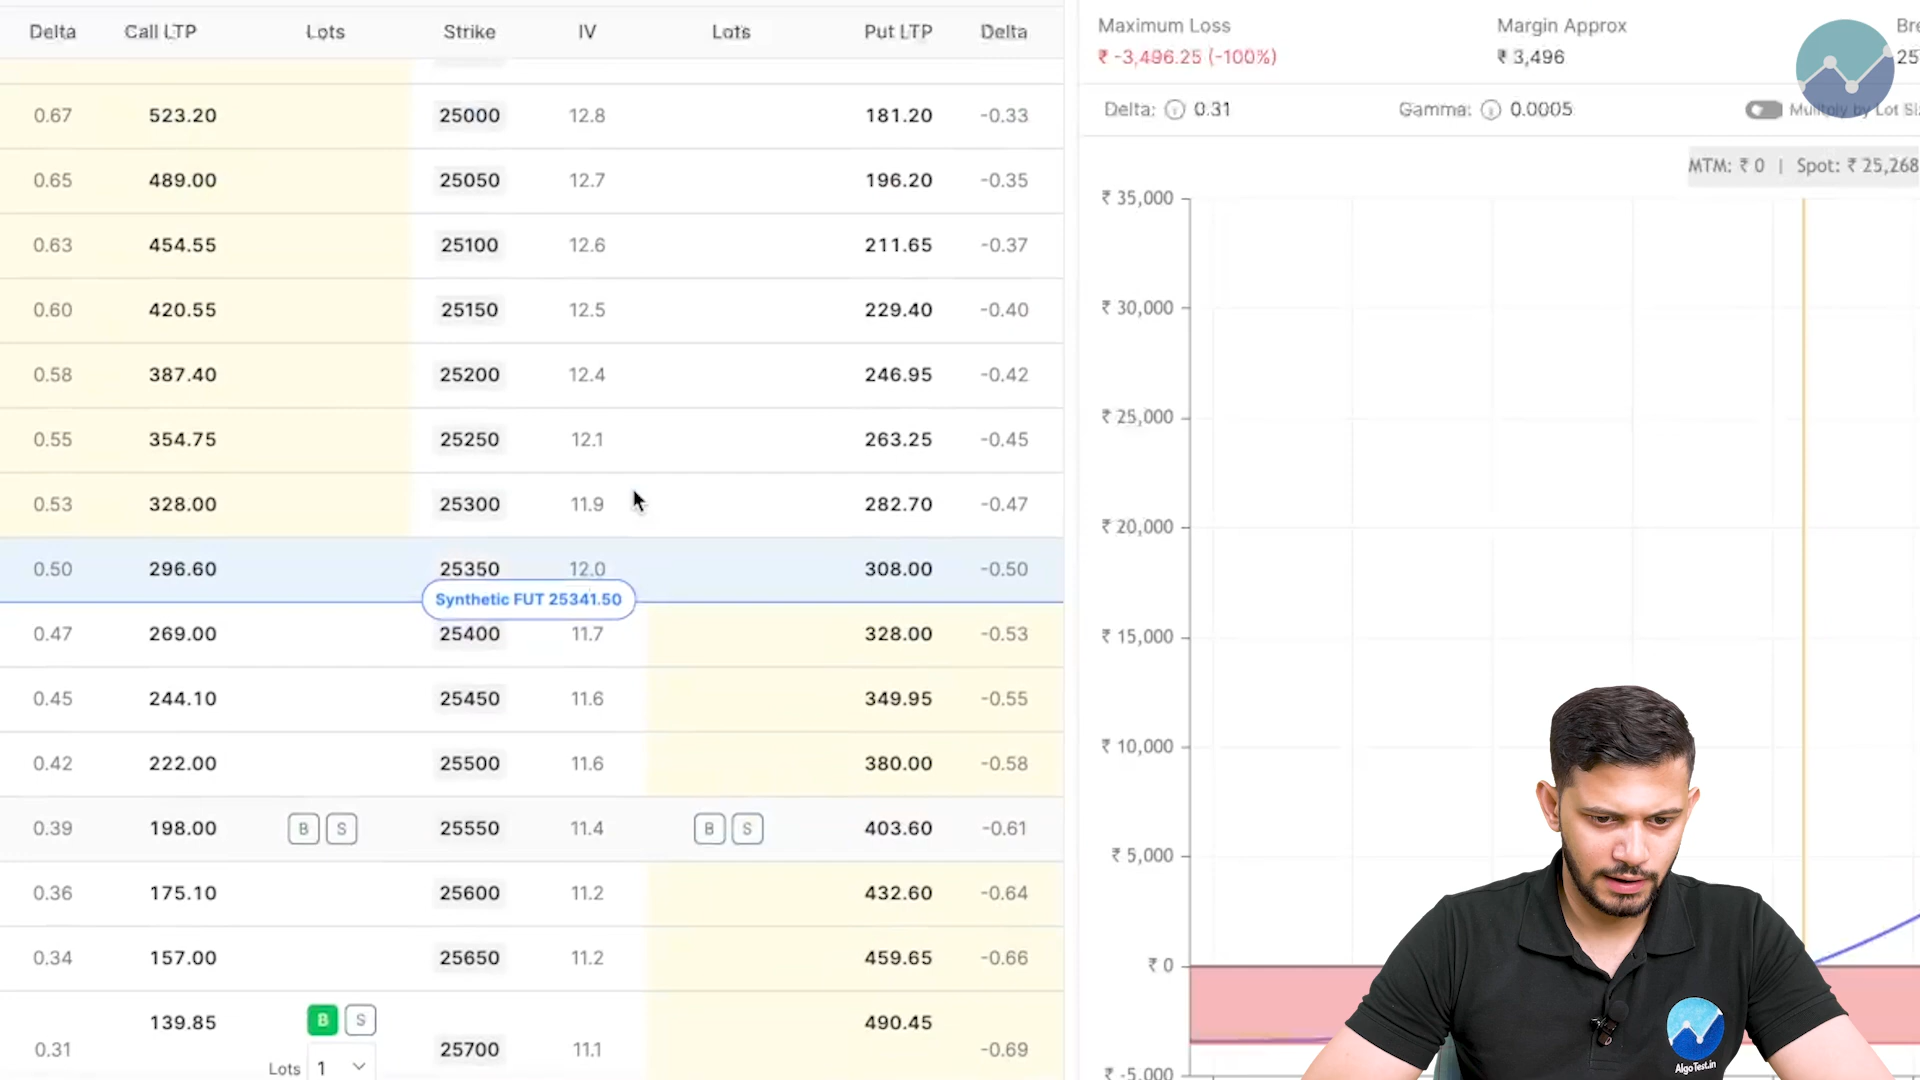 Delta Call LTP Lots Strike IV Lots Put LTP Delta
0.67 523.20 25000 12.8 181.20 -0.33
0.65 489.00 25050 12.7 196.20 -0.35
0.63 454.55 25100 12.6 211.65 -0.37
0.60 420.55 25150 12.5 229.40 -0.40
0.58 387.40 25200 12.4 246.95 -0.42
0.55 354.75 25250 12.1 263.25 -0.45
0.53 328.00 25300 11.9 282.70 -0.47
0.50 296.60 25350 12.0 308.00 -0.50
Synthetic FUT 25341.50
0.47 269.00 25400 11.7 328.00 -0.53
0.45 244.10 25450 11.6 349.95 -0.55
0.42 222.00 25500 11.6 380.00 -0.58
0.39 198.00 B S 25550 11.4 B S 403.60 -0.61
0.36 175.10 25600 11.2 432.60 -0.64
0.34 157.00 25650 11.2 459.65 -0.66
0.31 139.85 B S 25700 11.1 490.45 -0.69
Lots 1
Maximum Loss Margin Approx
₹ -3,496.25 (-100%) ₹ 3,496 25
Delta: 0.31 Gamma: 0.0005 Multiply by Lot
MTM: ₹ 0 | Spot: ₹ 25,268
₹ 35,000
₹ 30,000
₹ 25,000
₹ 20,000
₹ 15,000
₹ 10,000
₹ 5,000
₹ 0
₹ -5,000
AlgoTest.in